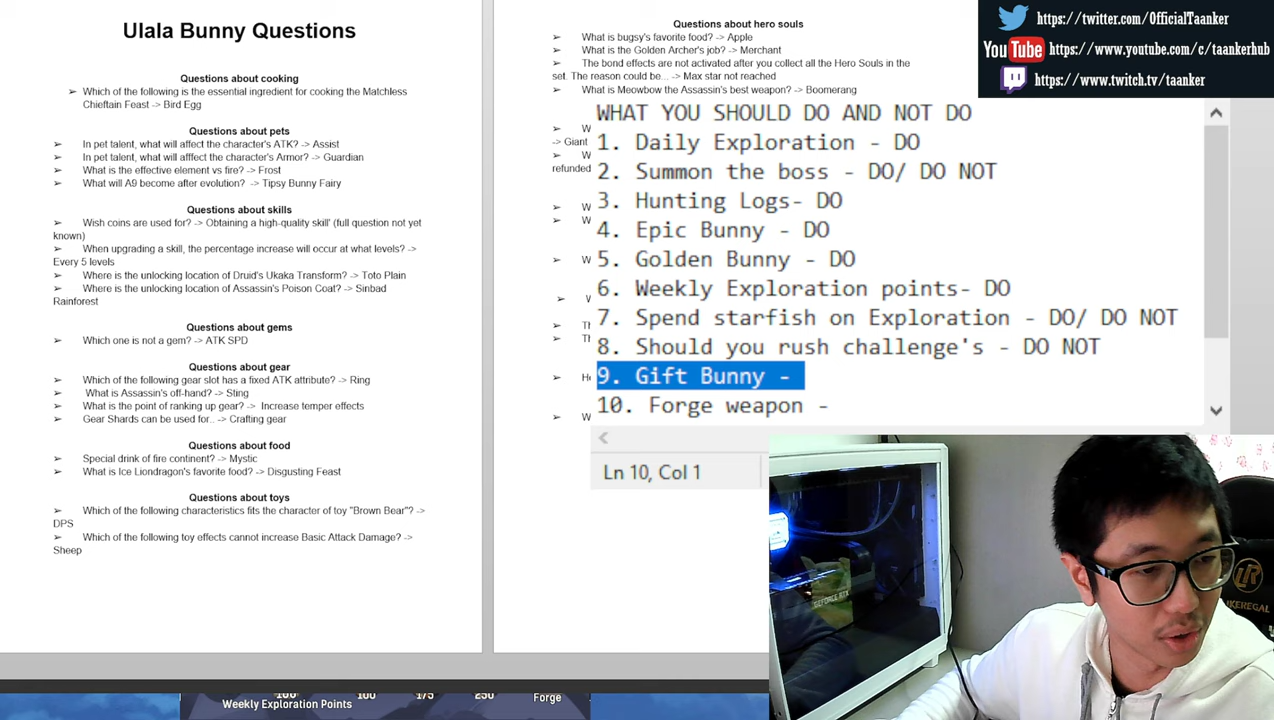 Ulala Bunny Questions
Questions about cooking
➢ Which of the following is the essential ingredient for cooking the Matchless
Chieftain Feast -> Bird Egg
Questions about pets
➢ In pet talent, what will affect the character's ATK? -> Assist
➢ In pet talent, what will afffect the character's Armor? -> Guardian
➢ What is the effective element vs fire? -> Frost
➢ What will A9 become after evolution? -> Tipsy Bunny Fairy
Questions about skills
➢ Wish coins are used for? -> Obtaining a high-quality skill' (full question not yet
known)
➢ When upgrading a skill, the percentage increase will occur at what levels? ->
Every 5 levels
➢ Where is the unlocking location of Druid's Ukaka Transform? -> Toto Plain
➢ Where is the unlocking location of Assassin's Poison Coat? -> Sinbad
Rainforest
Questions about gems
➢ Which one is not a gem? -> ATK SPD
Questions about gear
➢ Which of the following gear slot has a fixed ATK attribute? -> Ring
➢ What is Assassin's off-hand? -> Sting
➢ What is the point of ranking up gear? -> Increase temper effects
➢ Gear Shards can be used for.. -> Crafting gear
Questions about food
➢ Special drink of fire continent? -> Mystic
➢ What is Ice Liondragon's favorite food? -> Disgusting Feast
Questions about toys
➢ Which of the following characteristics fits the character of toy "Brown Bear"? ->
DPS
➢ Which of the following toy effects cannot increase Basic Attack Damage? ->
Sheep
Questions about hero souls
➢ What is bugsy's favorite food? -> Apple
➢ What is the Golden Archer's job? -> Merchant
➢ The bond effects are not activated after you collect all the Hero Souls in the
set. The reason could be... -> Max star not reached
What is Meowbow the Assassin's best weapon? -> Boomerang
-> Giant
refunded
https://twitter.com/OfficialTaanker
YouTube https://www.youtube.com/c/taankerhub
https://www.twitch.tv/taanker
WHAT YOU SHOULD DO AND NOT DO
1. Daily Exploration - DO
2. Summon the boss - DO/ DO NOT
3. Hunting Logs- DO
4. Epic Bunny - DO
5. Golden Bunny - DO
6. Weekly Exploration points- DO
7. Spend starfish on Exploration - DO/ DO NOT
8. Should you rush challenge's - DO NOT
9. Gift Bunny -
10. Forge weapon -
Ln 10, Col 1
GEFORCE RTX
100 175 250 Forge
Weekly Exploration Points